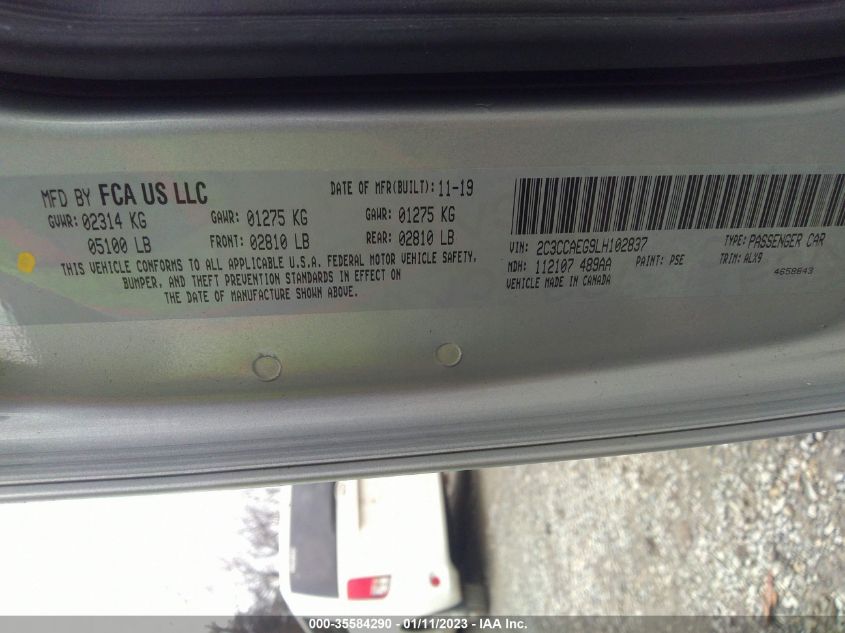 MFD BY FCA US LLC
DATE OF MFR(BUILT): 11-19
GVWR: 02314 KG
GAWR: 01275 KG
GAWR: 01275 KG
05100 LB
FRONT: 02810 LB
REAR: 02810 LB
THIS VEHICLE CONFORMS TO ALL APPLICABLE U.S.A. FEDERAL MOTOR VEHICLE SAFETY,
BUMPER, AND THEFT PREVENTION STANDARDS IN EFFECT ON
THE DATE OF MANUFACTURE SHOWN ABOVE.
VIN: 2C3CCAEG9LH102837
TYPE: PASSENGER CAR
MDH: 112107 489AA
PAINT: PSE
TRIM: ALX9
VEHICLE MADE IN CANADA
4658643
000-35584290 - 01/11/2023 - IAA Inc.